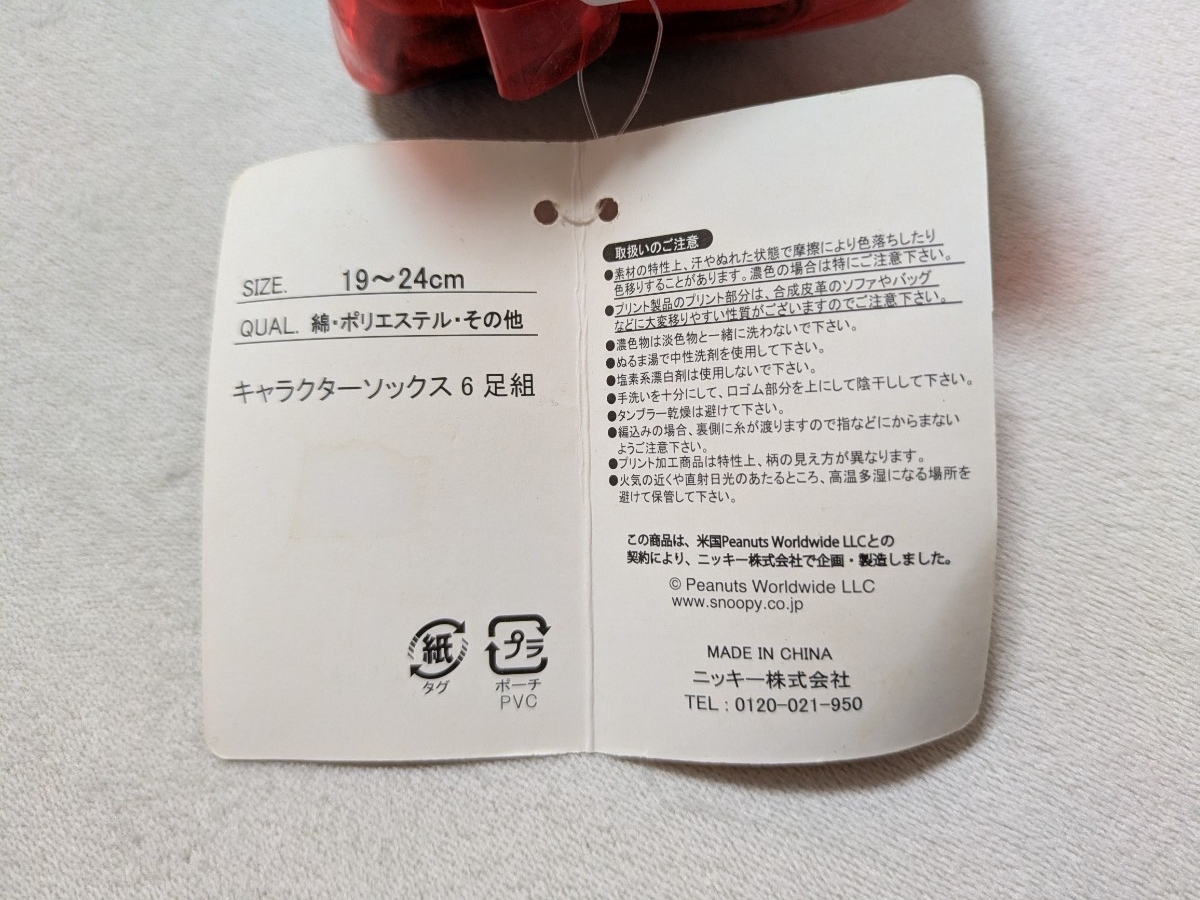 SIZE. 19～24cm
QUAL. 綿・ポリエステル・その他
キャラクターソックス 6 足組
紙
タグ
プラ
ポーチ
PVC
取扱いのご注意
●素材の特性上、汗やぬれた状態で摩擦により色落ちしたり
色移りすることがあります。濃色の場合は特にご注意下さい。
●プリント製品のプリント部分は、合成皮革のソファやバッグ
などに大変移りやすい性質がございますのでご注意下さい。
●濃色物は淡色物と一緒に洗わないで下さい。
●ぬるま湯で中性洗剤を使用して下さい。
●塩素系漂白剤は使用しないで下さい。
●手洗いを十分にして、口ゴム部分を上にして陰干しして下さい。
●タンブラー乾燥は避けて下さい。
●編込みの場合、裏側に糸が渡りますので指などにからまない
ようご注意下さい。
●プリント加工商品は特性上、柄の見え方が異なります。
●火気の近くや直射日光のあたるところ、高温多湿になる場所を
避けて保管して下さい。
この商品は、米国Peanuts Worldwide LLCとの
契約により、ニッキー株式会社で企画・製造しました。
© Peanuts Worldwide LLC
www.snoopy.co.jp
MADE IN CHINA
ニッキー株式会社
TEL : 0120-021-950